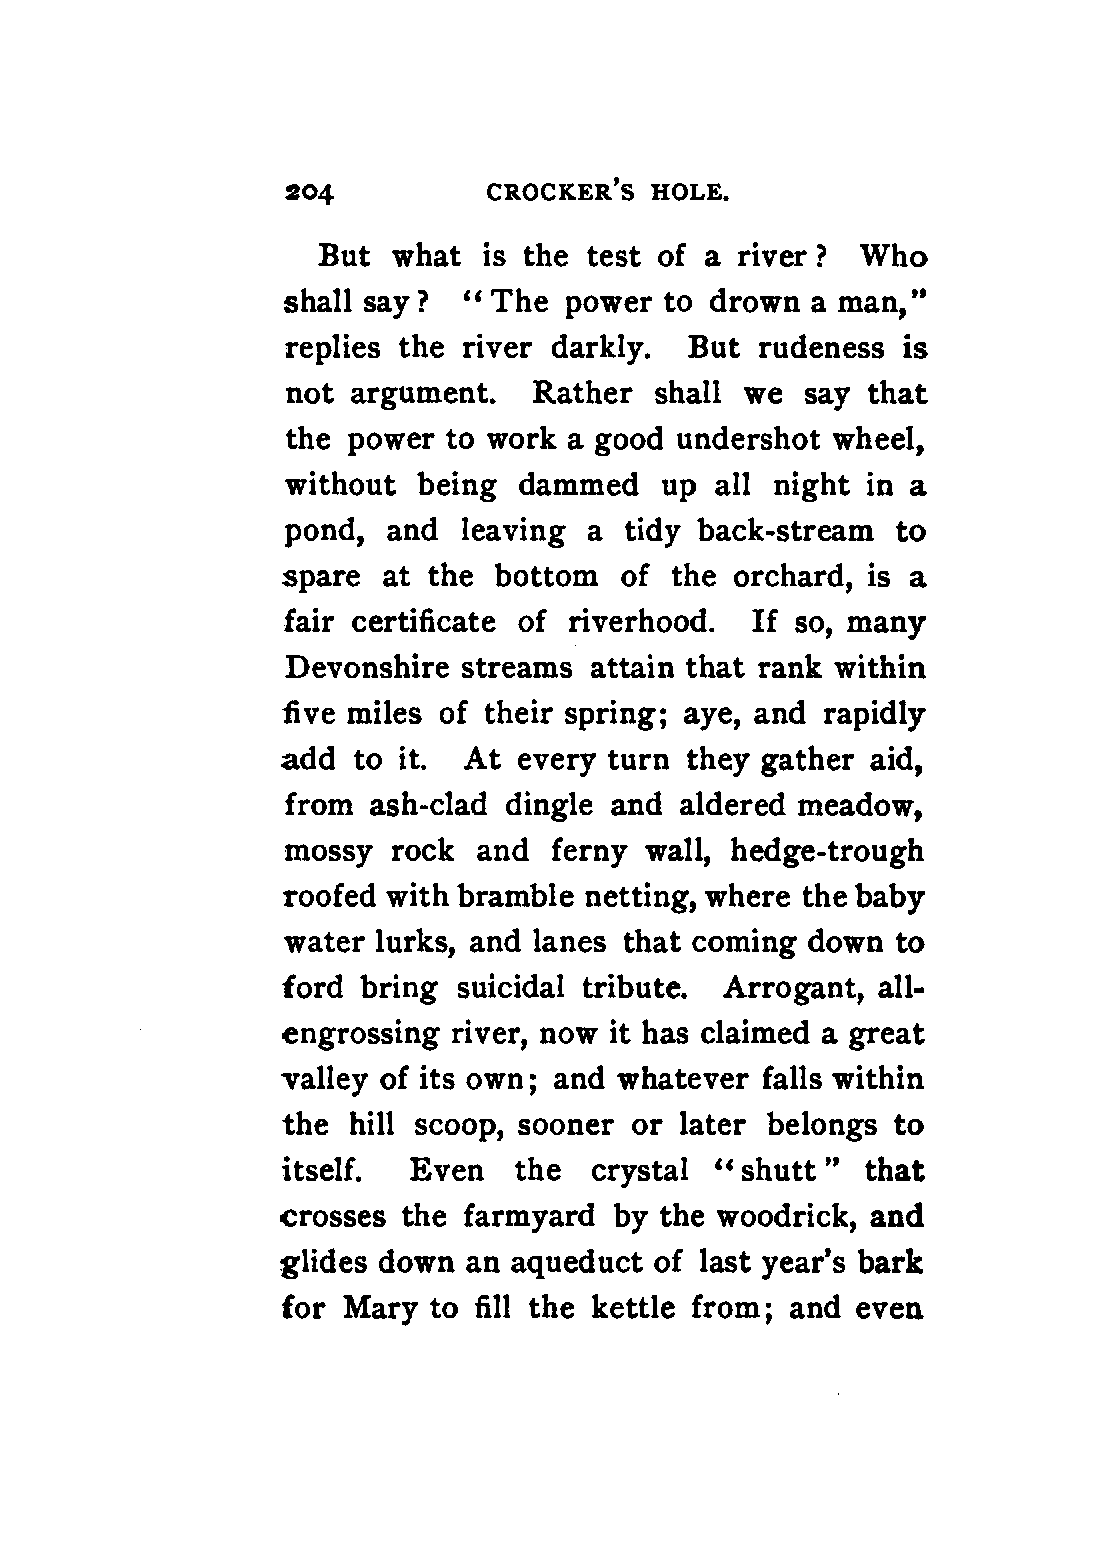 204 CROCKER'S HOLE.
But what is the test of a river? Who
shall say? "The power to drown a man,"
replies the river darkly. But rudeness is
not argument. Rather shall we say that
the power to work a good undershot wheel,
without being dammed up all night in a
pond, and leaving a tidy back-stream to
spare at the bottom of the orchard, is a
fair certificate of riverhood. If so, many
Devonshire streams attain that rank within
five miles of their spring; aye, and rapidly
add to it. At every turn they gather aid,
from ash-clad dingle and aldered meadow,
mossy rock and ferny wall, hedge-trough
roofed with bramble netting, where the baby
water lurks, and lanes that coming down to
ford bring suicidal tribute. Arrogant, all-
engrossing river, now it has claimed a great
valley of its own; and whatever falls within
the hill scoop, sooner or later belongs to
itself. Even the crystal "shutt" that
crosses the farmyard by the woodrick, and
glides down an aqueduct of last year's bark
for Mary to fill the kettle from; and even